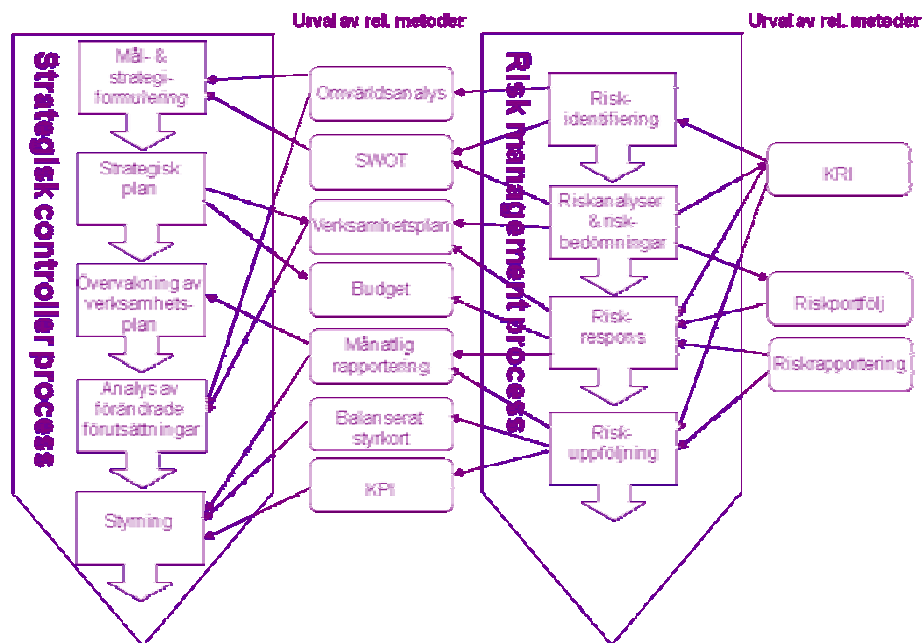 Urval av rel. metoder
Urval av rel. metoder
Strategisk controllerprocess
Mål- &
strategi-
formulering
Strategisk
plan
Övervakning av
verksamhets-
plan
Analys av
förändrade
förutsättningar
Styrning
Omvärldsanalys
SWOT
Verksamhetsplan
Budget
Månatlig
rapportering
Balanserat
styrkort
KPI
Risk management process
Risk-
identifiering
Riskanalyser
& risk-
bedömningar
Risk-
respons
Risk-
uppföljning
KRI
Riskportfölj
Riskrapportering